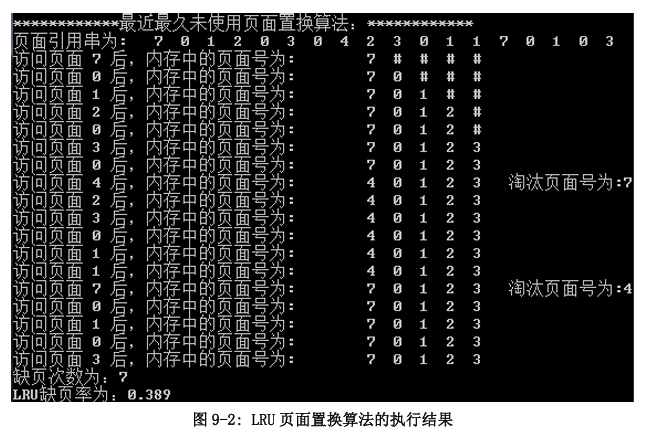 ************最近最久未使用页面置换算法：************
页面引用串为: 7 0 1 2 0 3 0 4 2 3 0 1 1 7 0 1 0 3
访问页面 7 后，内存中的页面号为: 7 # # # #
访问页面 0 后，内存中的页面号为: 7 0 # # #
访问页面 1 后，内存中的页面号为: 7 0 1 # #
访问页面 2 后，内存中的页面号为: 7 0 1 2 #
访问页面 0 后，内存中的页面号为: 7 0 1 2 #
访问页面 3 后，内存中的页面号为: 7 0 1 2 3
访问页面 0 后，内存中的页面号为: 7 0 1 2 3
访问页面 4 后，内存中的页面号为: 4 0 1 2 3 淘汰页面号为:7
访问页面 2 后，内存中的页面号为: 4 0 1 2 3
访问页面 3 后，内存中的页面号为: 4 0 1 2 3
访问页面 0 后，内存中的页面号为: 4 0 1 2 3
访问页面 1 后，内存中的页面号为: 4 0 1 2 3
访问页面 1 后，内存中的页面号为: 4 0 1 2 3
访问页面 7 后，内存中的页面号为: 7 0 1 2 3 淘汰页面号为:4
访问页面 0 后，内存中的页面号为: 7 0 1 2 3
访问页面 1 后，内存中的页面号为: 7 0 1 2 3
访问页面 0 后，内存中的页面号为: 7 0 1 2 3
访问页面 3 后，内存中的页面号为: 7 0 1 2 3
缺页次数为：7
LRU缺页率为：0.389
图 9-2: LRU 页面置换算法的执行结果